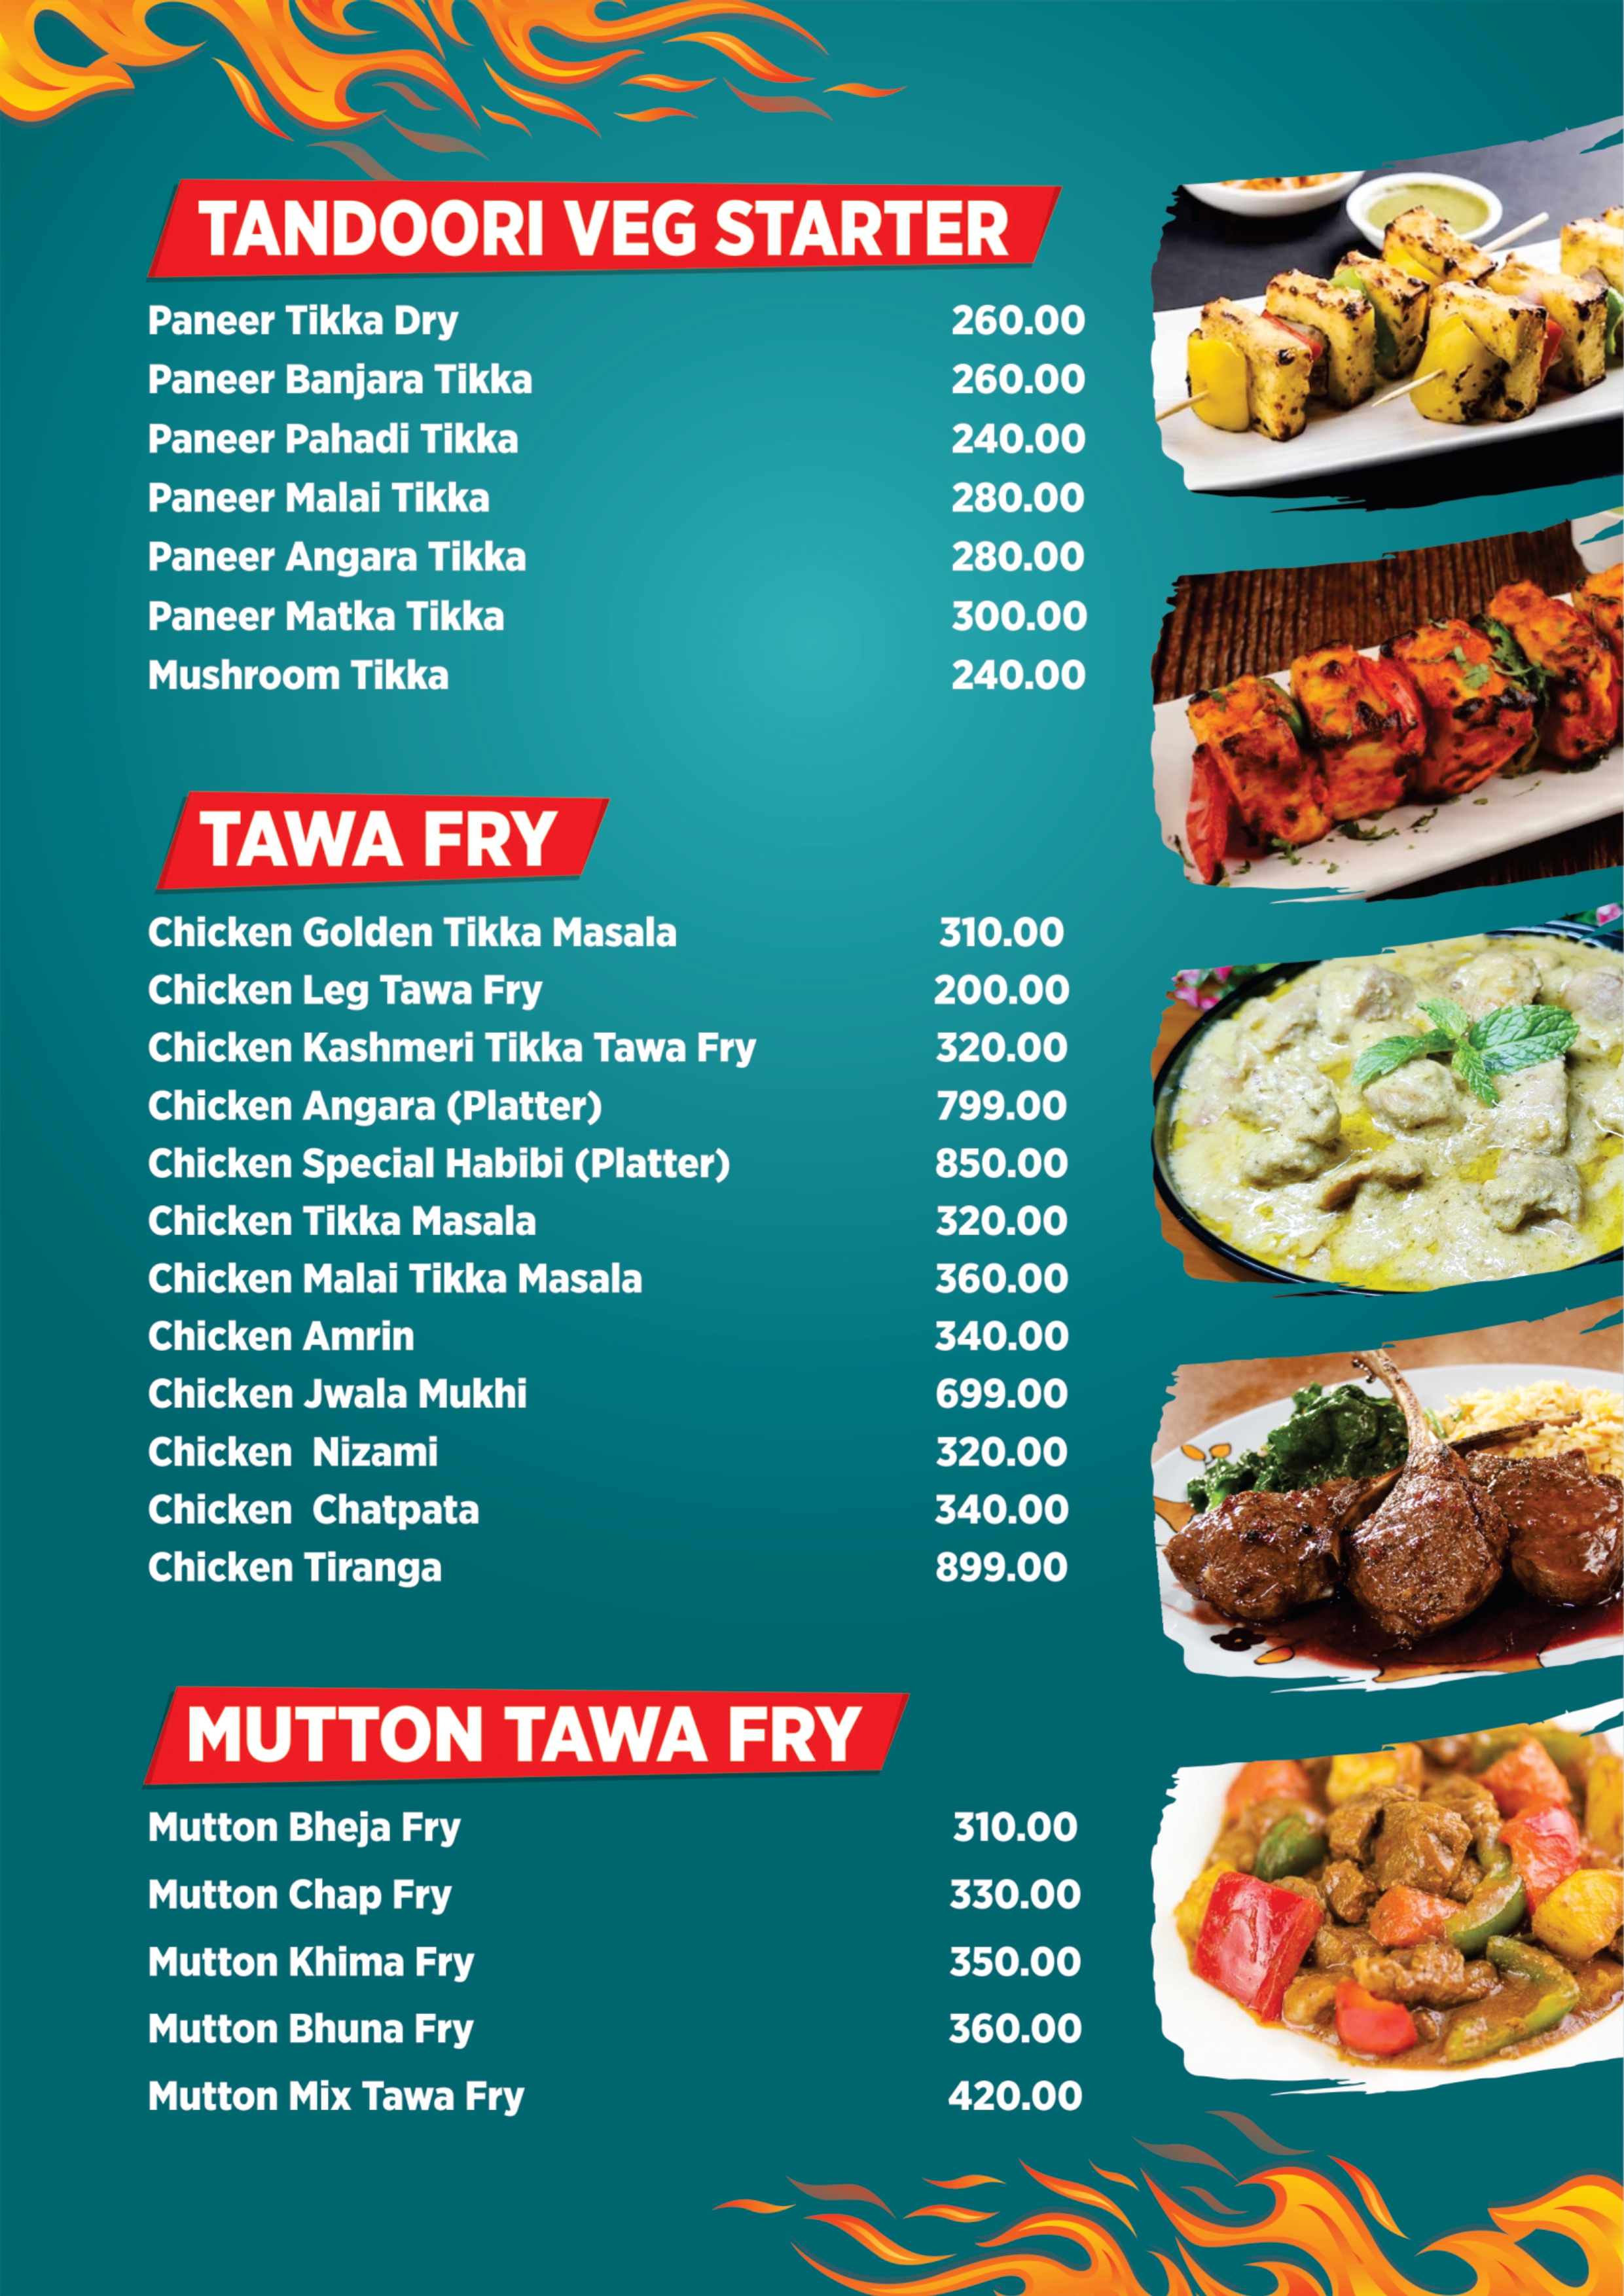 TANDOORI VEG STARTER
Paneer Tikka Dry 260.00
Paneer Banjara Tikka 260.00
Paneer Pahadi Tikka 240.00
Paneer Malai Tikka 280.00
Paneer Angara Tikka 280.00
Paneer Matka Tikka 300.00
Mushroom Tikka 240.00
TAWA FRY
Chicken Golden Tikka Masala 310.00
Chicken Leg Tawa Fry 200.00
Chicken Kashmeri Tikka Tawa Fry 320.00
Chicken Angara (Platter) 799.00
Chicken Special Habibi (Platter) 850.00
Chicken Tikka Masala 320.00
Chicken Malai Tikka Masala 360.00
Chicken Amrin 340.00
Chicken Jwala Mukhi 699.00
Chicken Nizami 320.00
Chicken Chatpata 340.00
Chicken Tiranga 899.00
MUTTON TAWA FRY
Mutton Bheja Fry 310.00
Mutton Chap Fry 330.00
Mutton Khima Fry 350.00
Mutton Bhuna Fry 360.00
Mutton Mix Tawa Fry 420.00